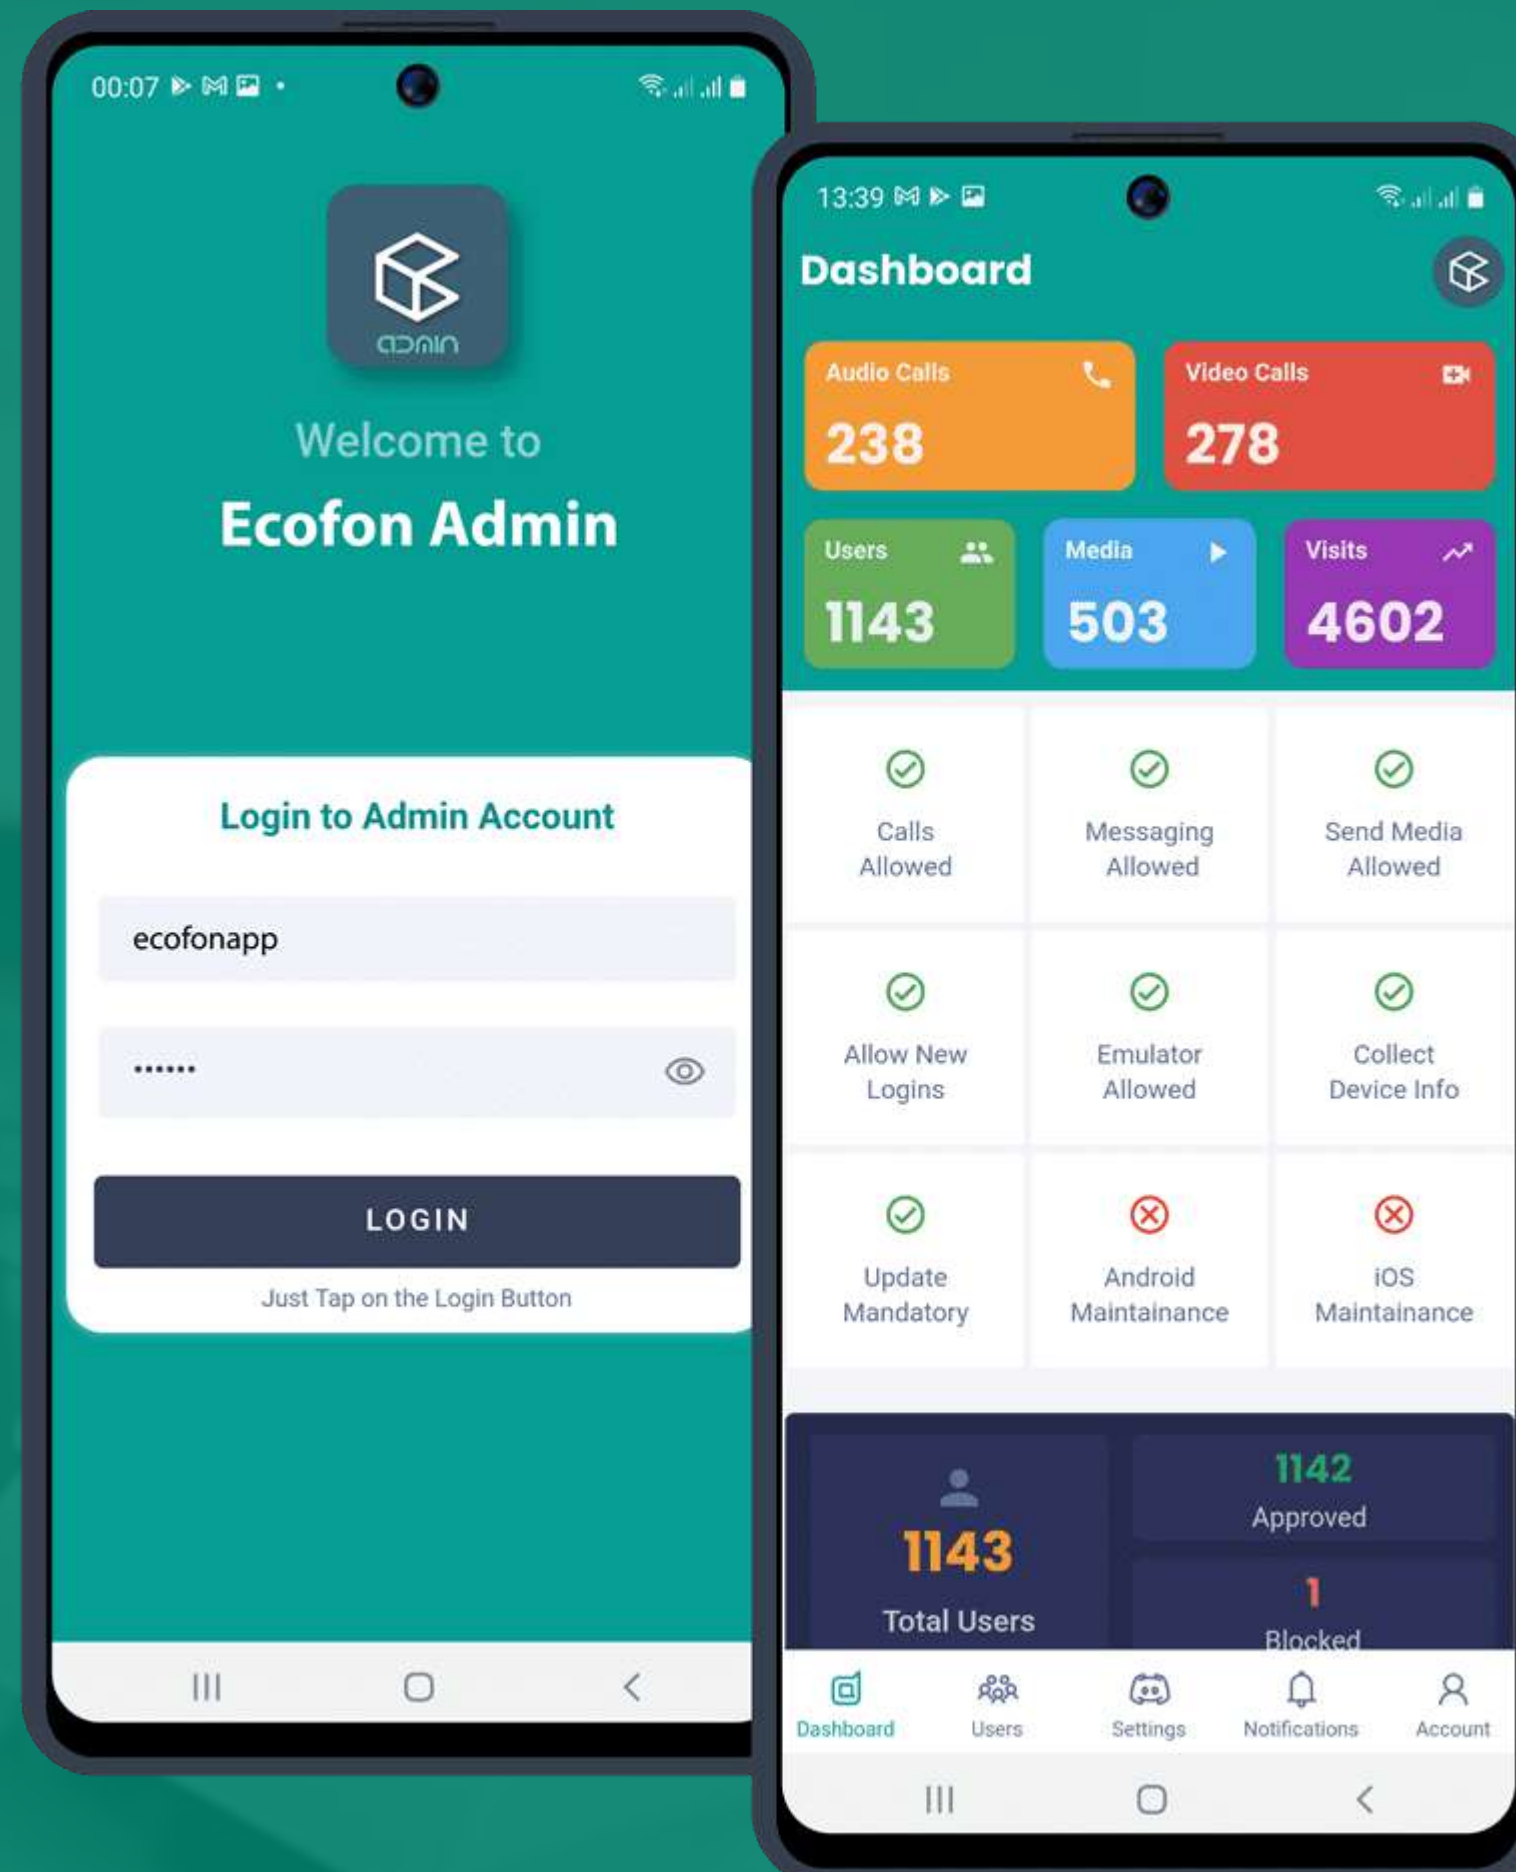 00:07
admin
Welcome to
Ecofon Admin
Login to Admin Account
ecofonapp
••••••
LOGIN
Just Tap on the Login Button
13:39
Dashboard
Audio Calls
238
Video Calls
278
Users
1143
Media
503
Visits
4602
Calls
Allowed
Messaging
Allowed
Send Media
Allowed
Allow New
Logins
Emulator
Allowed
Collect
Device Info
Update
Mandatory
Android
Maintainance
iOS
Maintainance
1143
Total Users
1142
Approved
1
Blocked
Dashboard
Users
Settings
Notifications
Account